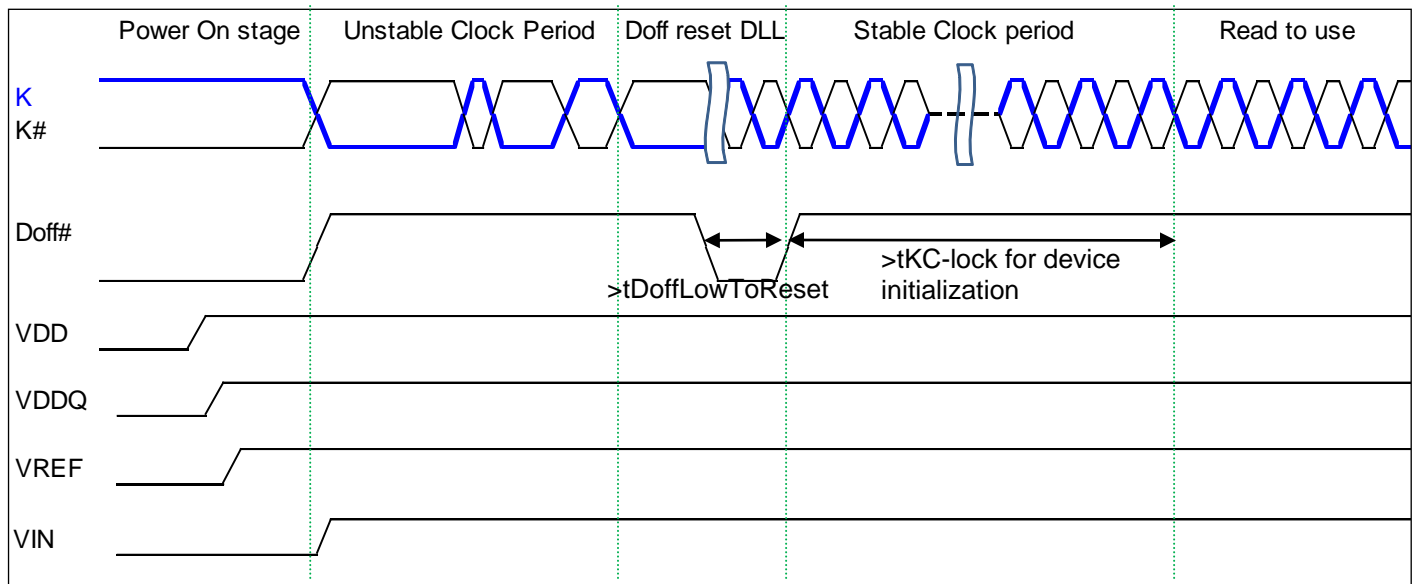 Power On stage
Unstable Clock Period
Doff reset DLL
Stable Clock period
Read to use
K
K#
Doff#
>tDoffLowToReset
>tKC-lock for device
initialization
VDD
VDDQ
VREF
VIN